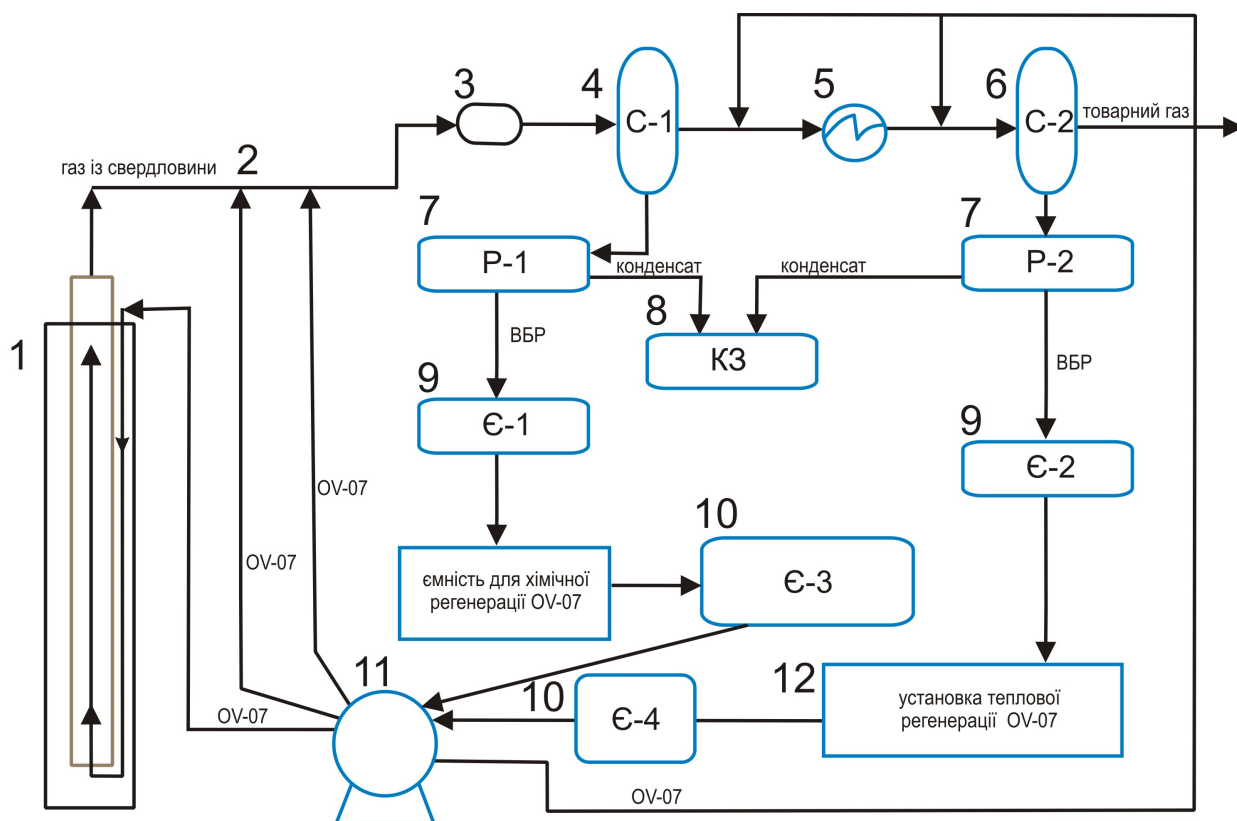 3
4
5
6
С-1
С-2
товарний газ
газ із свердловини
2
7
7
Р-1
конденсат
конденсат
Р-2
8
1
ВБР
КЗ
ВБР
9
9
Є-1
Є-2
OV-07
10
OV-07
ємність для хімічної
регенерації OV-07
Є-3
11
10
12
OV-07
Є-4
установка теплової
регенерації OV-07
OV-07